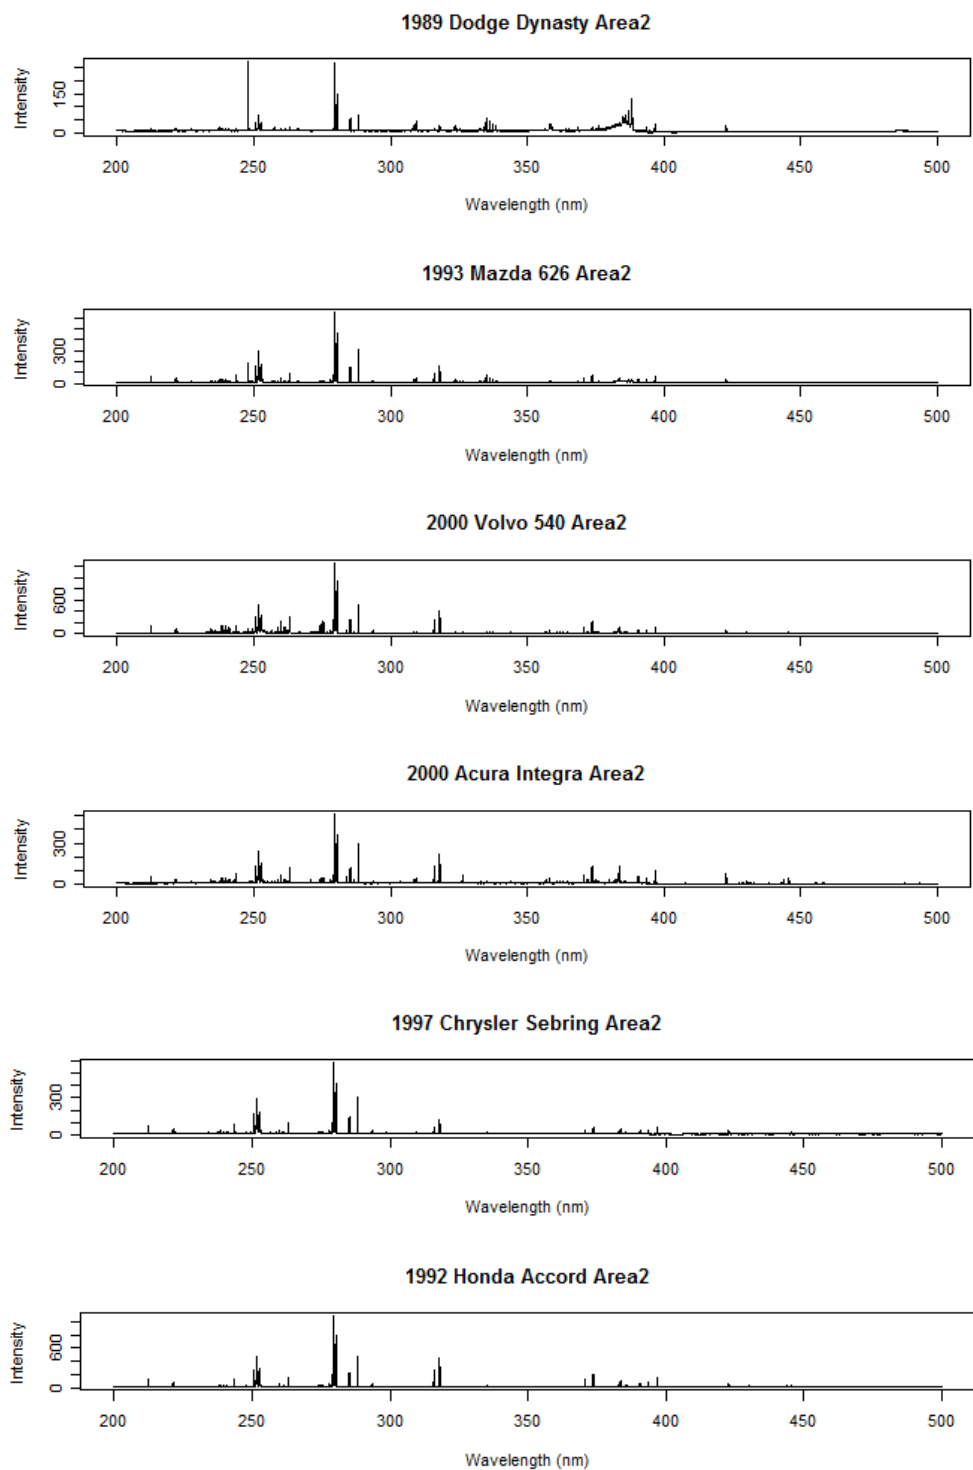 1989 Dodge Dynasty Area2
Intensity
0 150
200 250 300 350 400 450 500
Wavelength (nm)
1993 Mazda 626 Area2
Intensity
0 300
200 250 300 350 400 450 500
Wavelength (nm)
2000 Volvo 540 Area2
Intensity
0 600
200 250 300 350 400 450 500
Wavelength (nm)
2000 Acura Integra Area2
Intensity
0 300
200 250 300 350 400 450 500
Wavelength (nm)
1997 Chrysler Sebring Area2
Intensity
0 300
200 250 300 350 400 450 500
Wavelength (nm)
1992 Honda Accord Area2
Intensity
0 600
200 250 300 350 400 450 500
Wavelength (nm)